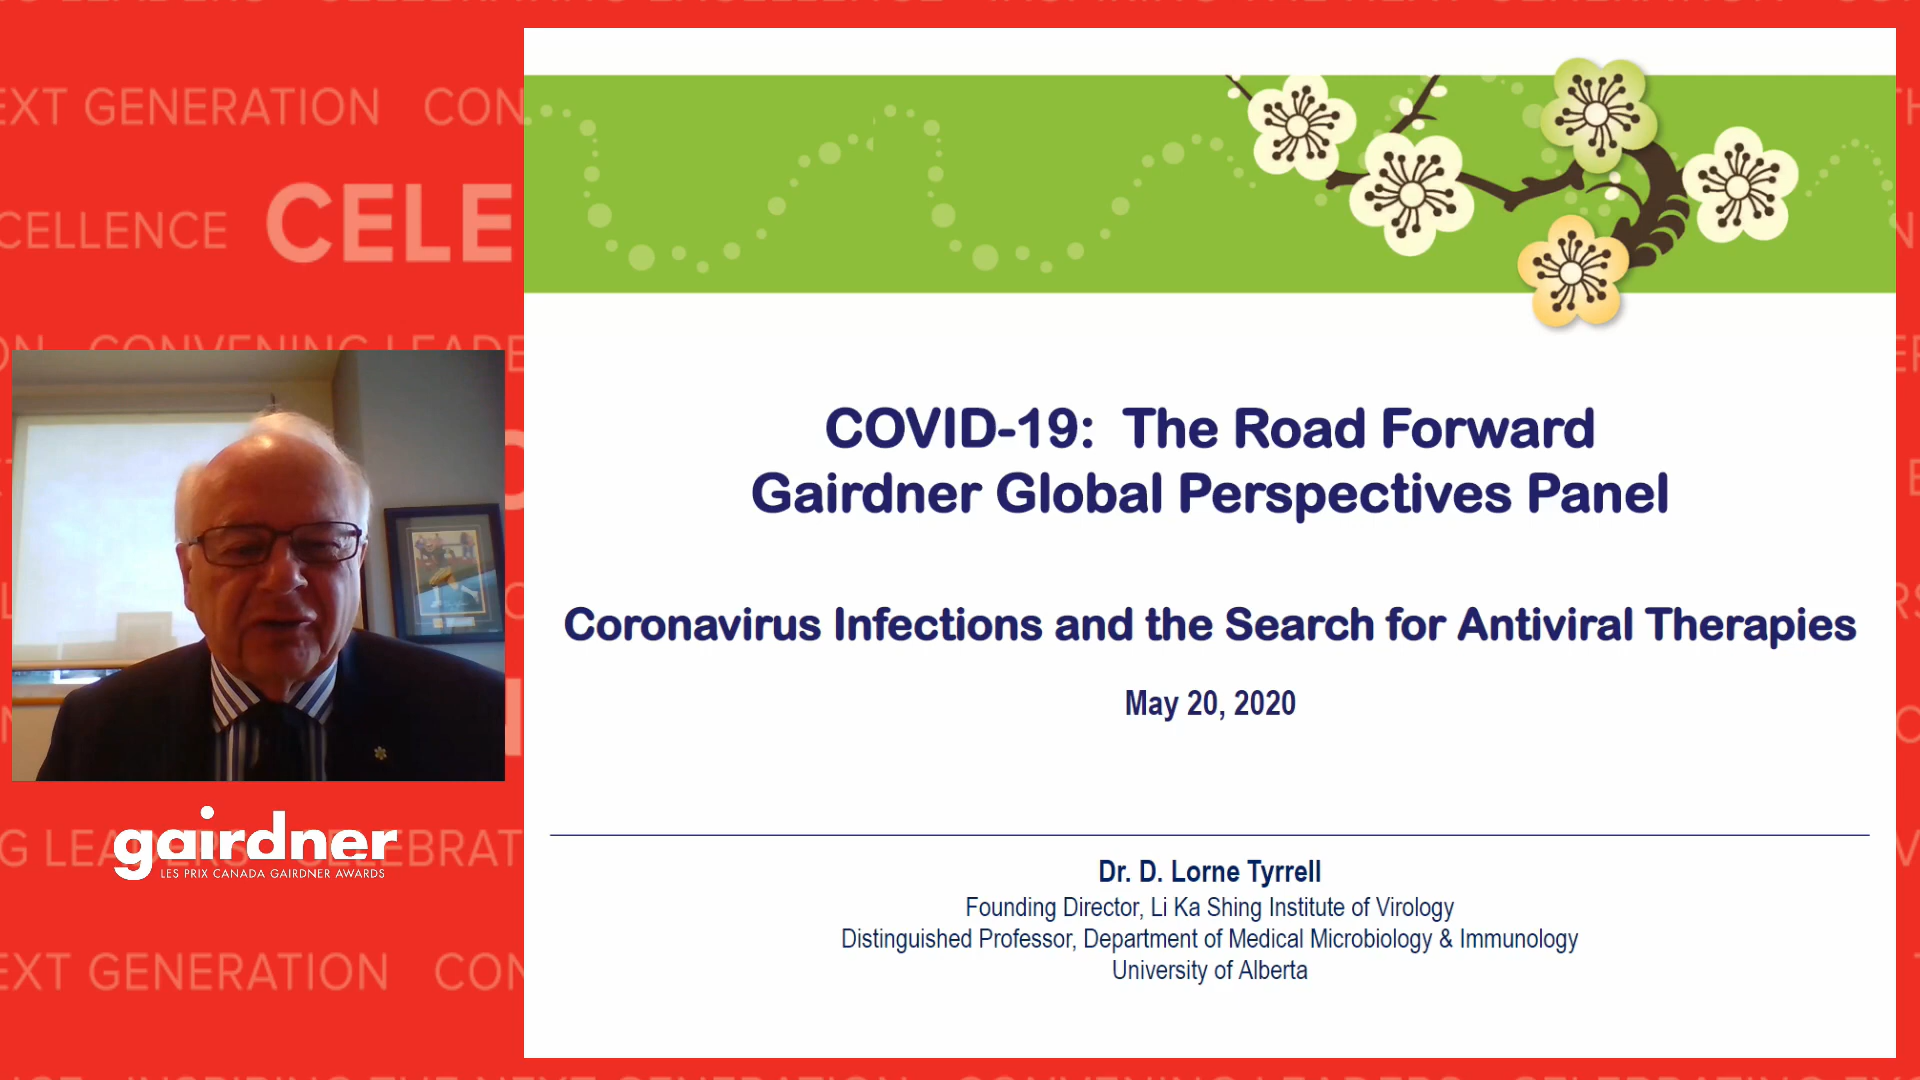 EXT GENERATION CON
CELLENCE CELE
CONVENING LEADE
COVID-19: The Road Forward
Gairdner Global Perspectives Panel
Coronavirus Infections and the Search for Antiviral Therapies
May 20, 2020
gairdner
LES PRIX CANADA GAIRDNER AWARDS
Dr. D. Lorne Tyrrell
Founding Director, Li Ka Shing Institute of Virology
Distinguished Professor, Department of Medical Microbiology & Immunology
University of Alberta
EXT GENERATION CON